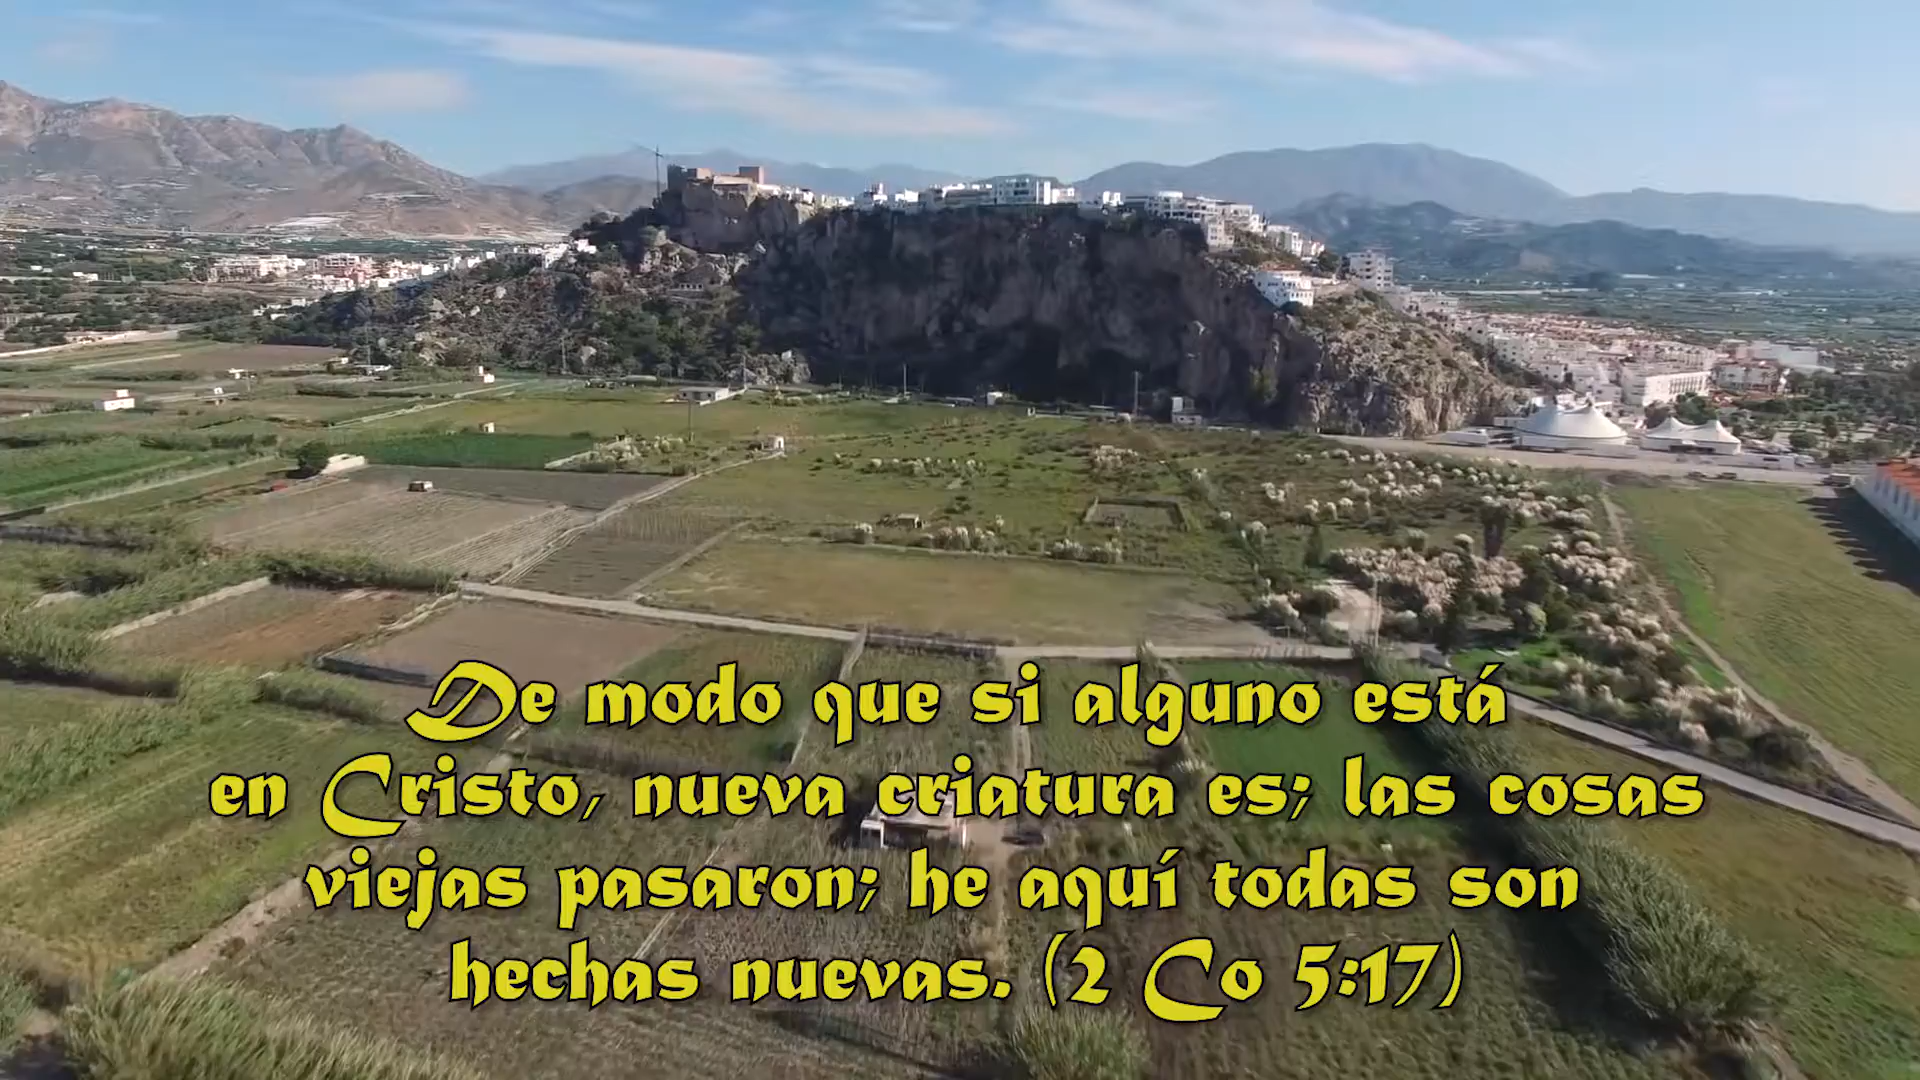 De modo que si alguno está
en Cristo, nueva criatura es; las cosas
viejas pasaron; he aquí todas son
hechas nuevas. (2 Co 5:17)